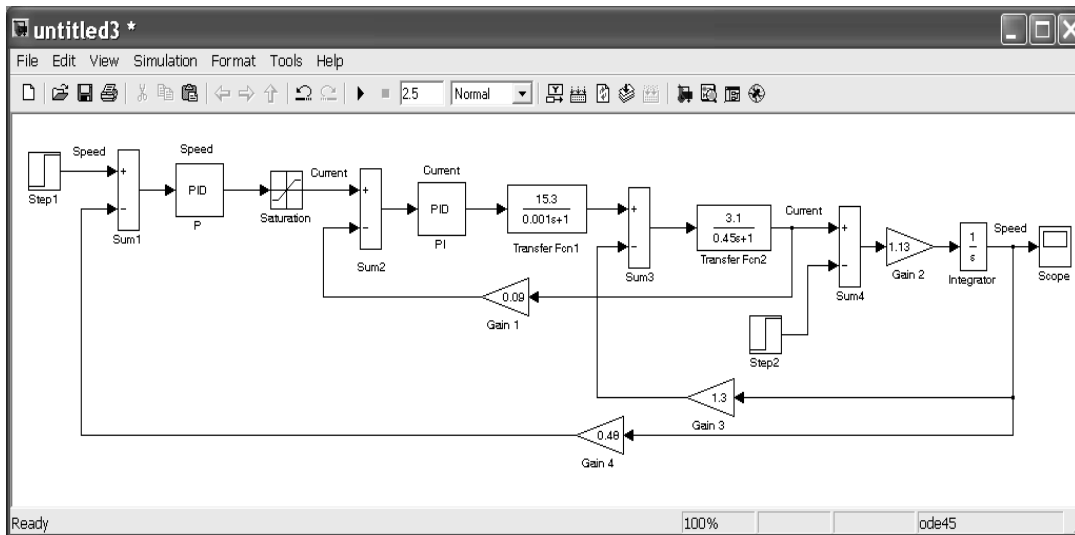 untitled3 *
File Edit View Simulation Format Tools Help
2.5 Normal
Speed
Step1
+
−
Sum1
Speed
PID
P
Saturation
Current
+
−
Sum2
Current
PID
PI
15.3
0.001s+1
Transfer Fcn1
+
−
Sum3
3.1
0.45s+1
Transfer Fcn2
Current
+
−
Sum4
1.13
Gain 2
1
s
Integrator
Speed
Scope
0.09
Gain 1
Step2
1.3
Gain 3
0.48
Gain 4
Ready 100% ode45